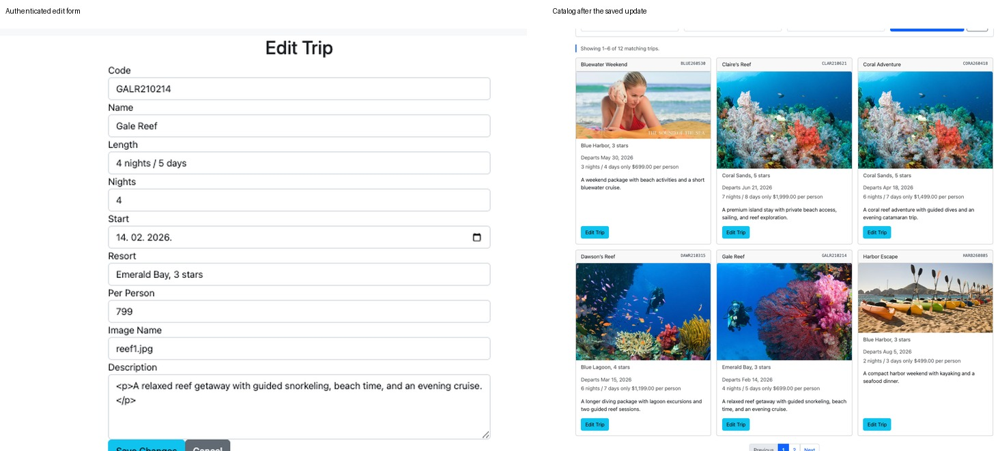 Authenticated edit form
Edit Trip
Code
GALR210214
Name
Gale Reef
Length
4 nights / 5 days
Nights
4
Start
14. 02. 2026.
Resort
Emerald Bay, 3 stars
Per Person
799
Image Name
reef1.jpg
Description
<p>A relaxed reef getaway with guided snorkeling, beach time, and an evening cruise.
</p>
Save Changes Cancel
Catalog after the saved update
Showing 1–6 of 12 matching trips.
Bluewater Weekend BLUE260530
THE SOUND OF THE SEA
Blue Harbor, 3 stars
Departs May 30, 2026
3 nights / 4 days only $699.00 per person
A weekend package with beach activities and a short
bluewater cruise.
Edit Trip
Claire's Reef CLAR210621
Coral Sands, 5 stars
Departs Jun 21, 2026
7 nights / 8 days only $1,999.00 per person
A premium island stay with private beach access,
sailing, and reef exploration.
Edit Trip
Coral Adventure CORA260418
Coral Sands, 5 stars
Departs Apr 18, 2026
6 nights / 7 days only $1,499.00 per person
A coral reef adventure with guided dives and an
evening catamaran trip.
Edit Trip
Dawson's Reef DAWR210315
Blue Lagoon, 4 stars
Departs Mar 15, 2026
6 nights / 7 days only $1,199.00 per person
A longer diving package with lagoon excursions and
two guided reef sessions.
Edit Trip
Gale Reef GALR210214
Emerald Bay, 3 stars
Departs Feb 14, 2026
4 nights / 5 days only $699.00 per person
A relaxed reef getaway with guided snorkeling, beach
time, and an evening cruise.
Edit Trip
Harbor Escape HARB260805
Blue Harbor, 3 stars
Departs Aug 5, 2026
2 nights / 3 days only $499.00 per person
A compact harbor weekend with kayaking and a
seafood dinner.
Edit Trip
Previous 1 2 Next